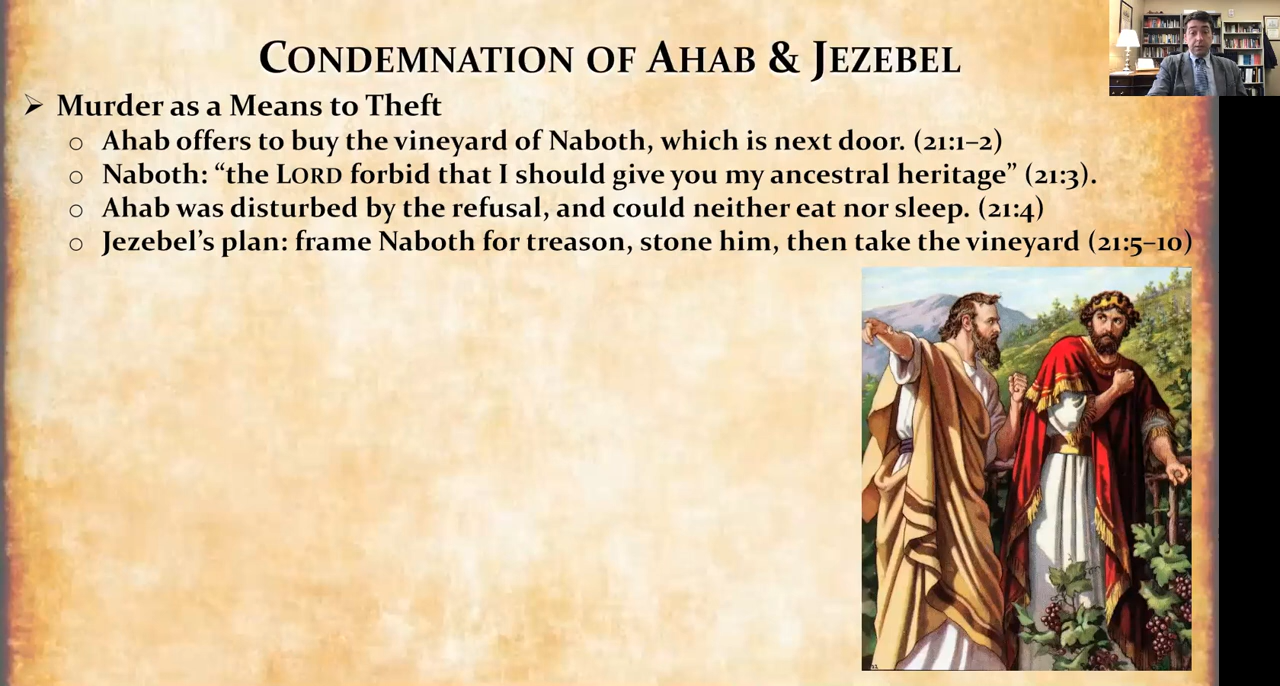 CONDEMNATION OF AHAB & JEZEBEL
➢ Murder as a Means to Theft
○ Ahab offers to buy the vineyard of Naboth, which is next door. (21:1–2)
○ Naboth: “the LORD forbid that I should give you my ancestral heritage” (21:3).
○ Ahab was disturbed by the refusal, and could neither eat nor sleep. (21:4)
○ Jezebel’s plan: frame Naboth for treason, stone him, then take the vineyard (21:5–10)